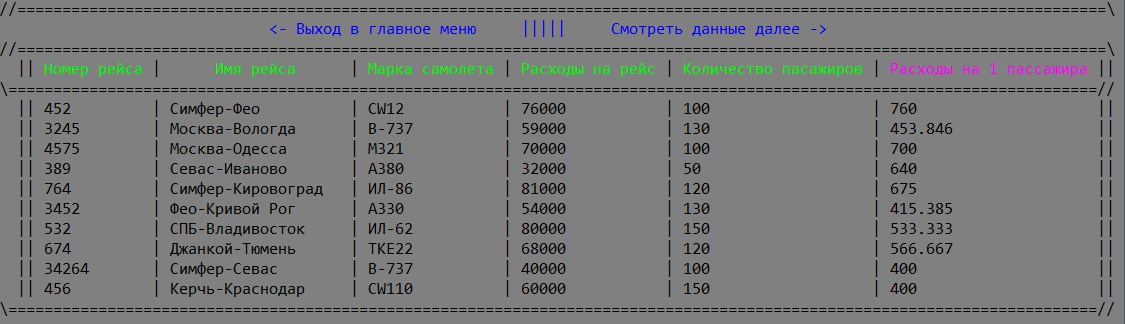 <- Выход в главное меню ||||| Смотреть данные далее ->
|| Номер рейса | Имя рейса | Марка самолета | Расходы на рейс | Количество пасажиров | Расходы на 1 пассажира ||
|| 452 | Симфер-Фео | CW12 | 76000 | 100 | 760 ||
|| 3245 | Москва-Вологда | В-737 | 59000 | 130 | 453.846 ||
|| 4575 | Москва-Одесса | М321 | 70000 | 100 | 700 ||
|| 389 | Севас-Иваново | А380 | 32000 | 50 | 640 ||
|| 764 | Симфер-Кировоград | ИЛ-86 | 81000 | 120 | 675 ||
|| 3452 | Фео-Кривой Рог | А330 | 54000 | 130 | 415.385 ||
|| 532 | СПБ-Владивосток | ИЛ-62 | 80000 | 150 | 533.333 ||
|| 674 | Джанкой-Тюмень | ТКЕ22 | 68000 | 120 | 566.667 ||
|| 34264 | Симфер-Севас | В-737 | 40000 | 100 | 400 ||
|| 456 | Керчь-Краснодар | CW110 | 60000 | 150 | 400 ||